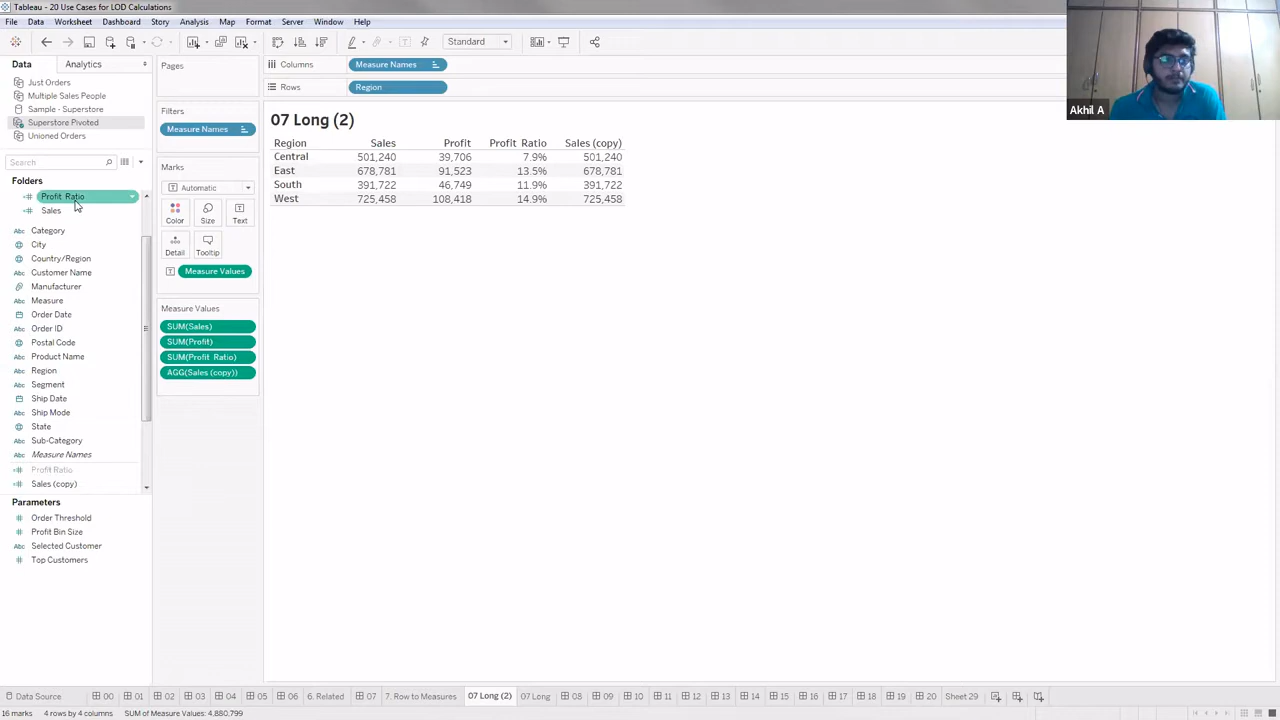 Tableau - 20 Use Cases for LOD Calculations
File Data Worksheet Dashboard Story Analysis Map Format Server Window Help
Standard
Data Analytics
Just Orders
Multiple Sales People
Sample - Superstore
Superstore Pivoted
Unioned Orders
Search
Folders
Profit Ratio
Sales
Category
City
Country/Region
Customer Name
Manufacturer
Measure
Order Date
Order ID
Postal Code
Product Name
Region
Segment
Ship Date
Ship Mode
State
Sub-Category
Measure Names
Profit Ratio
Sales (copy)
Parameters
Order Threshold
Profit Bin Size
Selected Customer
Top Customers
Pages
Filters
Measure Names
Marks
Automatic
Color Size Text
Detail Tooltip
Measure Values
Measure Values
SUM(Sales)
SUM(Profit)
SUM(Profit Ratio)
AGG(Sales (copy))
Columns Measure Names
Rows Region
07 Long (2)
Region Sales Profit Profit Ratio Sales (copy)
Central 501,240 39,706 7.9% 501,240
East 678,781 91,523 13.5% 678,781
South 391,722 46,749 11.9% 391,722
West 725,458 108,418 14.9% 725,458
Akhil A
Data Source 00 01 02 03 04 05 06 6. Related 07 7. Row to Measures 07 Long (2) 07 Long 08 09 10 11 12 13 14 15 16 17 18 19 20 Sheet 29
16 marks 4 rows by 4 columns SUM of Measure Values: 4,880,799